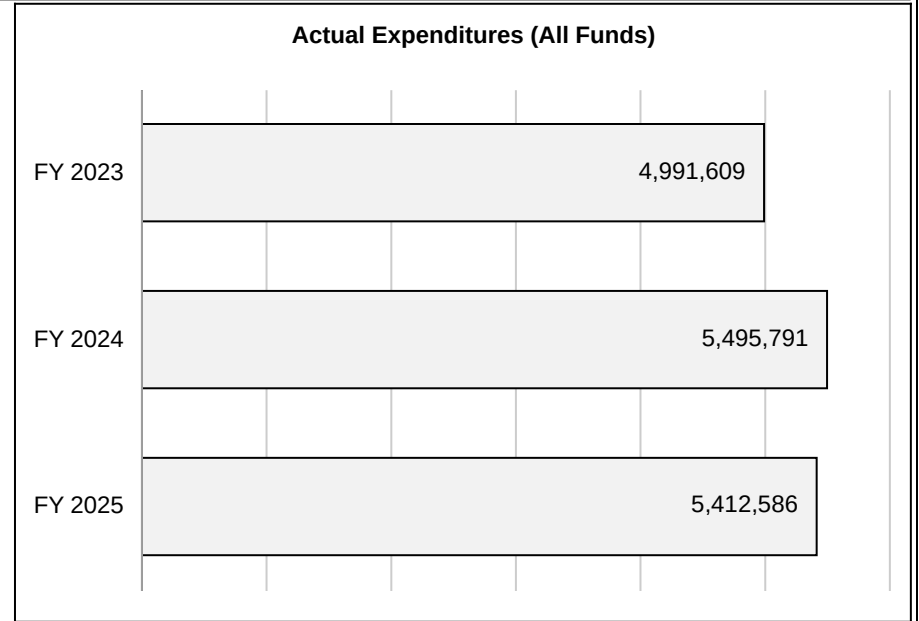 Actual Expenditures (All Funds)
FY 2023
4,991,609
FY 2024
5,495,791
FY 2025
5,412,586